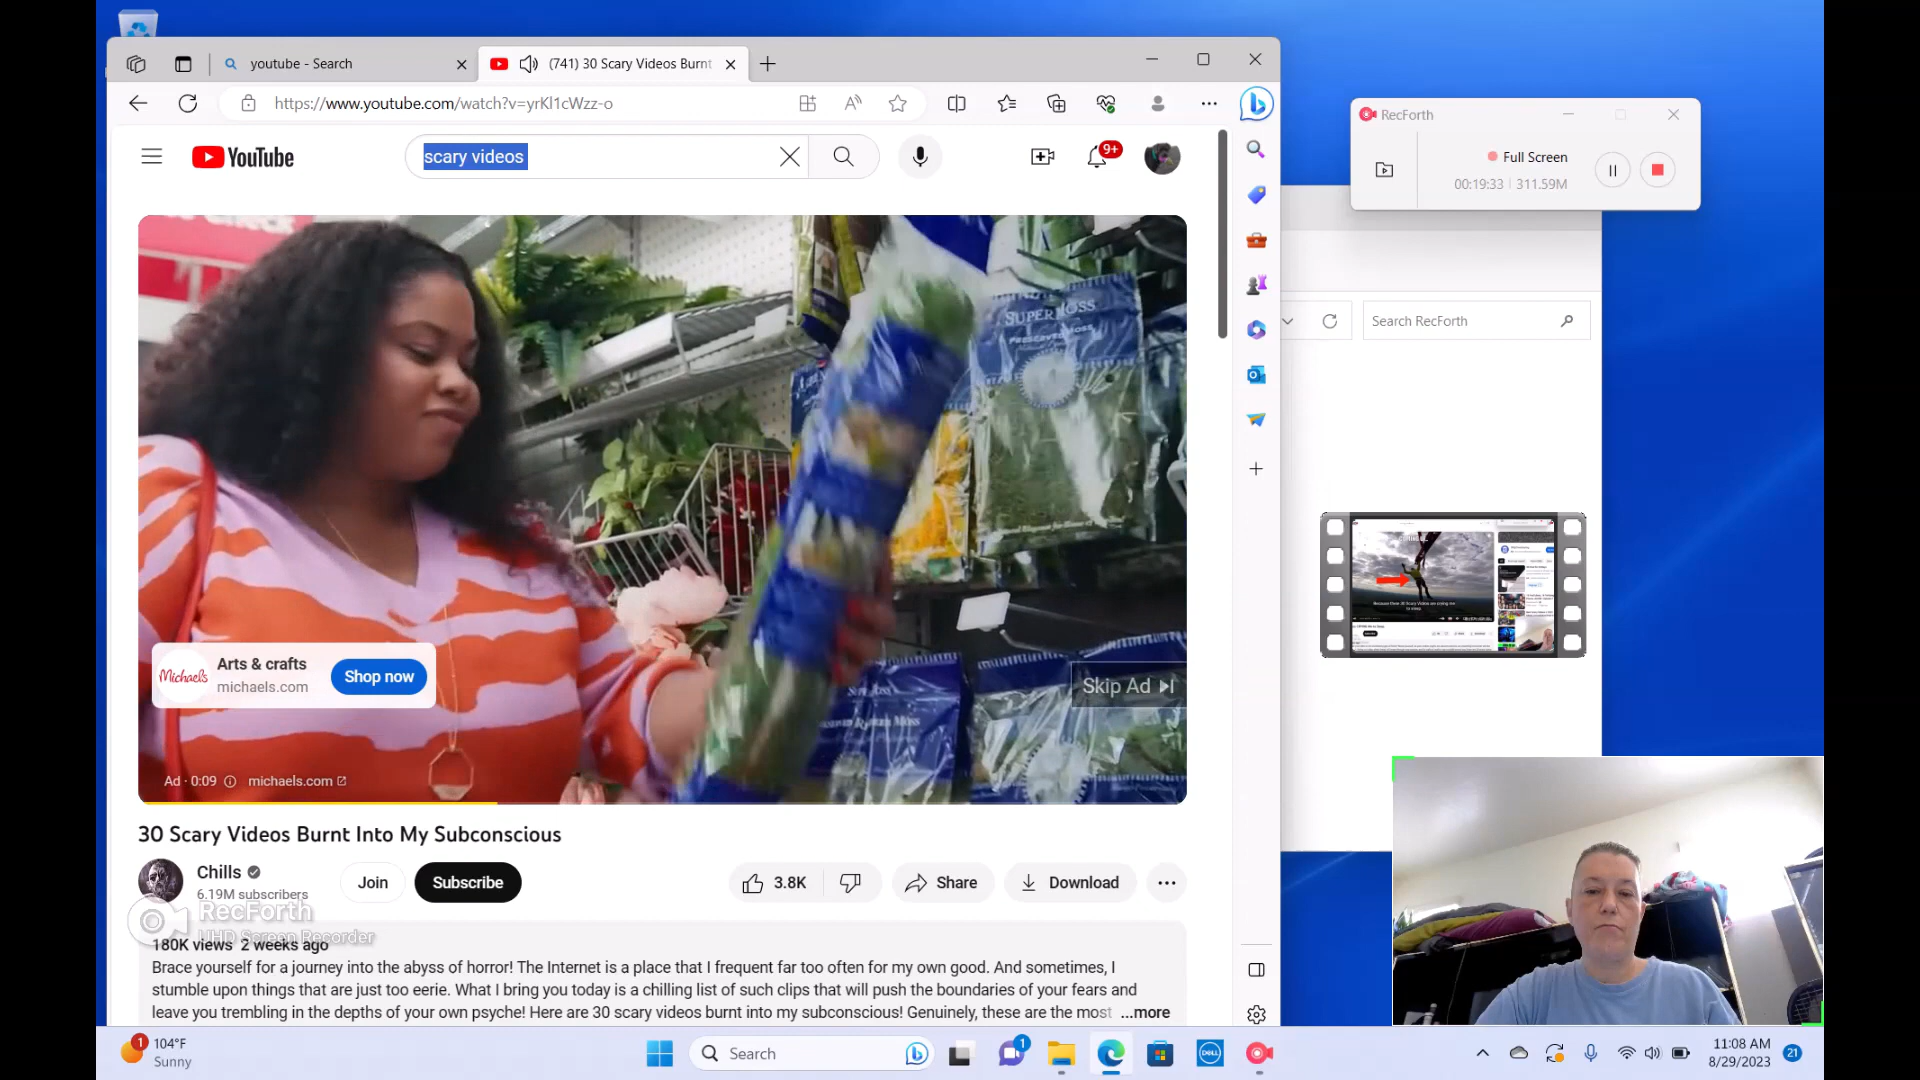 youtube - Search
(741) 30 Scary Videos Burnt
https://www.youtube.com/watch?v=yrKl1cWzz-o
YouTube
scary videos
9+
RecForth
Full Screen
00:19:33 | 311.59M
Search RecForth
SUPER MOSS
PRESERVED MOSS
Michaels
Arts & crafts
michaels.com
Shop now
Skip Ad
Ad · 0:09
michaels.com
30 Scary Videos Burnt Into My Subconscious
Chills
6.19M subscribers
Join
Subscribe
3.8K
Share
Download
RecForth
UHD Screen Recorder
180K views 2 weeks ago
Brace yourself for a journey into the abyss of horror! The Internet is a place that I frequent far too often for my own good. And sometimes, I
stumble upon things that are just too eerie. What I bring you today is a chilling list of such clips that will push the boundaries of your fears and
leave you trembling in the depths of your own psyche! Here are 30 scary videos burnt into my subconscious! Genuinely, these are the most ...more
1
104°F
Sunny
Search
1
DELL
11:08 AM
8/29/2023
21